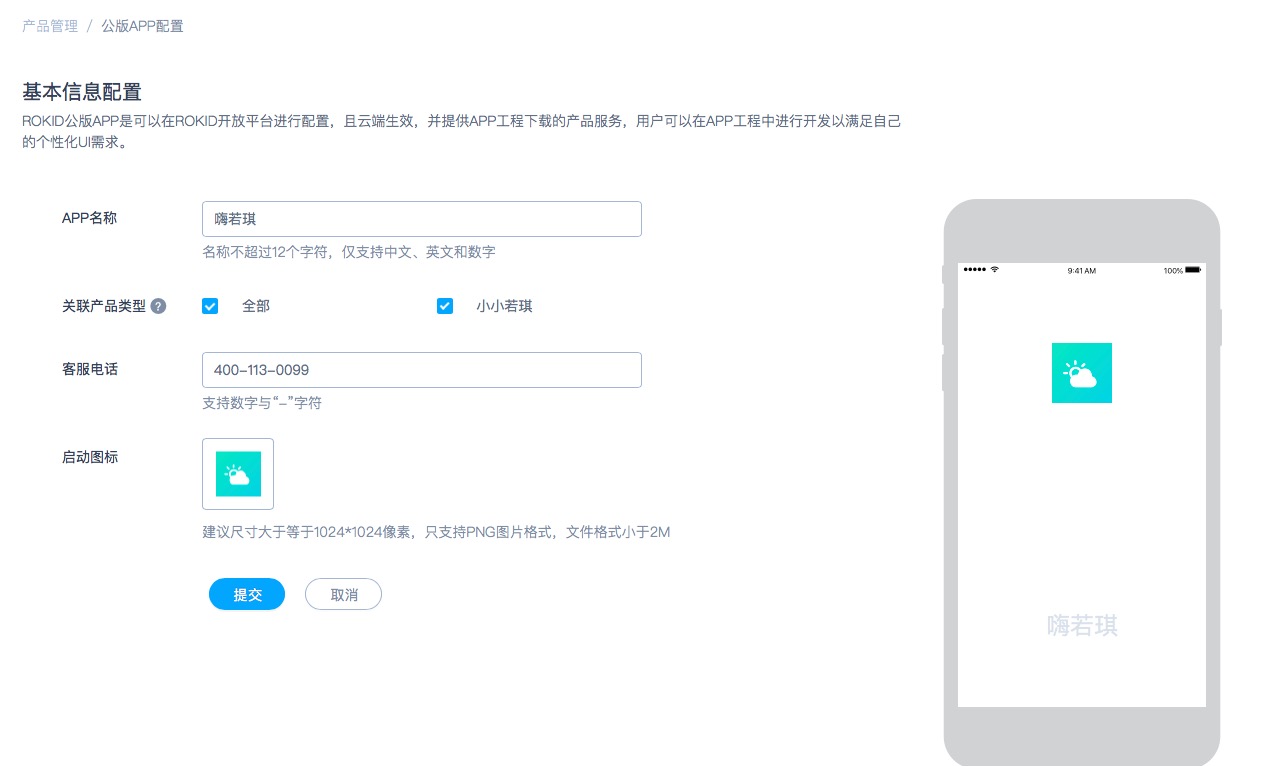 产品管理 / 公版APP配置
基本信息配置
ROKID公版APP是可以在ROKID开放平台进行配置，且云端生效，并提供APP工程下载的产品服务，用户可以在APP工程中进行开发以满足自己
的个性化UI需求。
APP名称
嗨若琪
名称不超过12个字符，仅支持中文、英文和数字
关联产品类型 ?
全部
小小若琪
客服电话
400-113-0099
支持数字与“-”字符
启动图标
建议尺寸大于等于1024*1024像素，只支持PNG图片格式，文件格式小于2M
提交
取消
9:41 AM
100%
嗨若琪